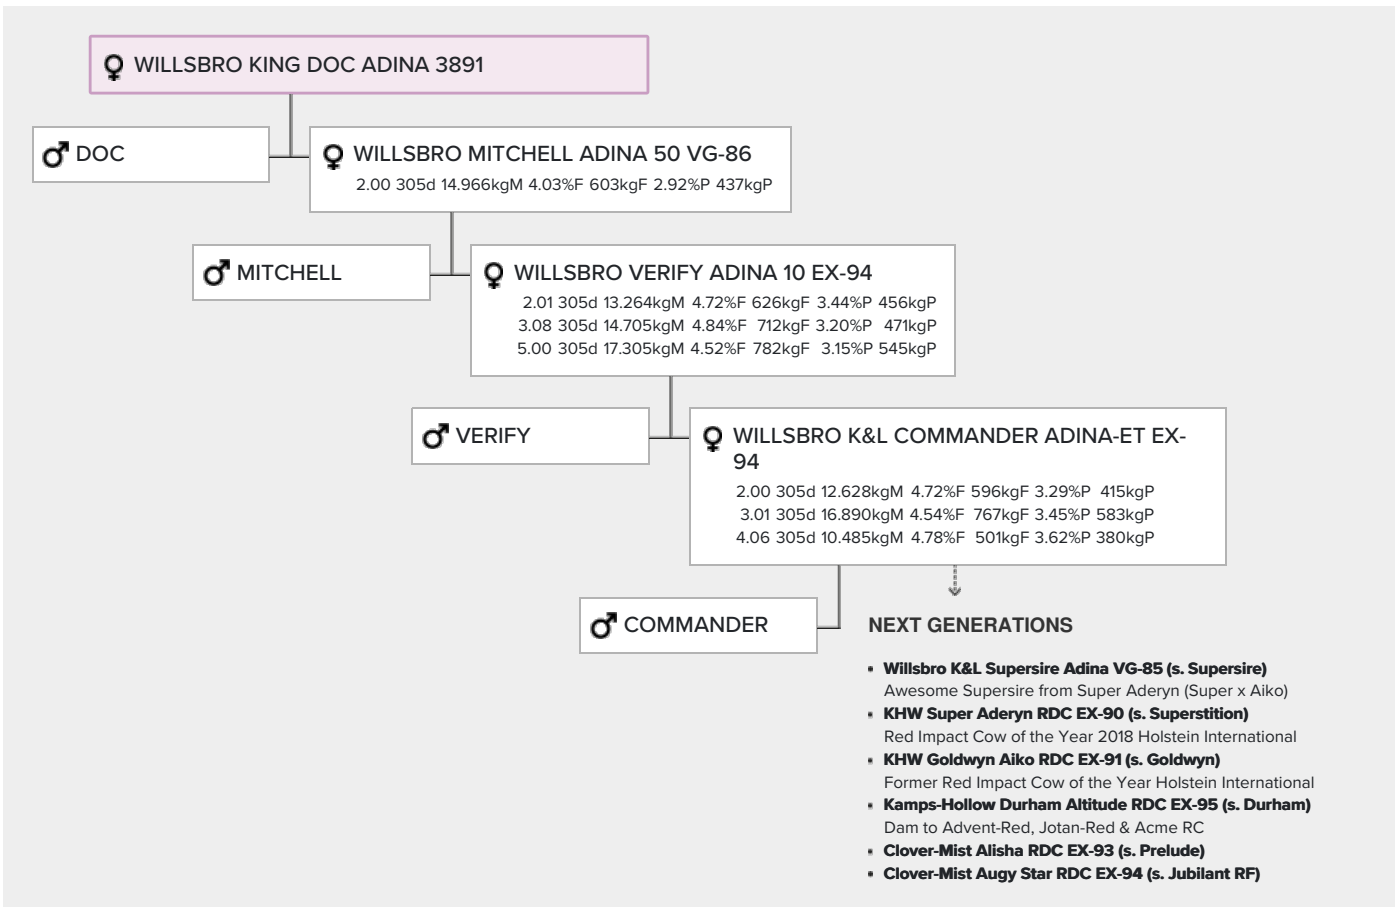 WILLSBRO KING DOC ADINA 3891
DOC
WILLSBRO MITCHELL ADINA 50 VG-86
2.00 305d 14.966kgM 4.03%F 603kgF 2.92%P 437kgP
MITCHELL
WILLSBRO VERIFY ADINA 10 EX-94
2.01 305d 13.264kgM 4.72%F 626kgF 3.44%P 456kgP
3.08 305d 14.705kgM 4.84%F 712kgF 3.20%P 471kgP
5.00 305d 17.305kgM 4.52%F 782kgF 3.15%P 545kgP
VERIFY
WILLSBRO K&L COMMANDER ADINA-ET EX-
94
2.00 305d 12.628kgM 4.72%F 596kgF 3.29%P 415kgP
3.01 305d 16.890kgM 4.54%F 767kgF 3.45%P 583kgP
4.06 305d 10.485kgM 4.78%F 501kgF 3.62%P 380kgP
COMMANDER
NEXT GENERATIONS
Willsbro K&L Supersire Adina VG-85 (s. Supersire)
Awesome Supersire from Super Aderyn (Super x Aiko)
KHW Super Aderyn RDC EX-90 (s. Superstition)
Red Impact Cow of the Year 2018 Holstein International
KHW Goldwyn Aiko RDC EX-91 (s. Goldwyn)
Former Red Impact Cow of the Year Holstein International
Kamps-Hollow Durham Altitude RDC EX-95 (s. Durham)
Dam to Advent-Red, Jotan-Red & Acme RC
Clover-Mist Alisha RDC EX-93 (s. Prelude)
Clover-Mist Augy Star RDC EX-94 (s. Jubilant RF)